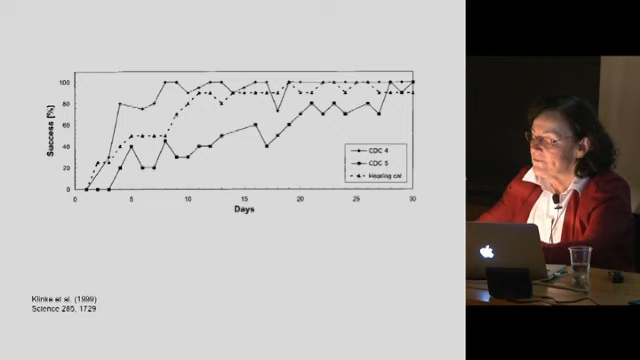 Success [%]
100
80
60
40
20
0
0
5
10
15
20
25
30
Days
CDC 4
CDC 5
Hearing cat
Klinke et al. (1999)
Science 285, 1729